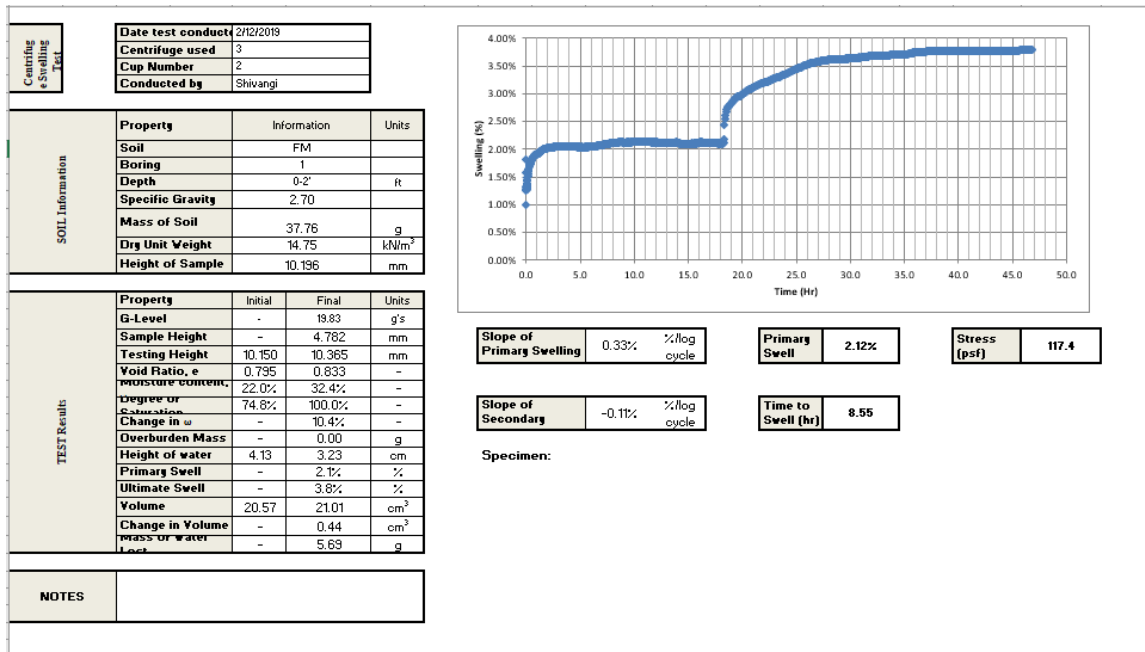 Centrifug
e Swelling
Test
Date test conducte 2/12/2019
Centrifuge used 3
Cup Number 2
Conducted by Shivangi
SOIL Information
Property Information Units
Soil FM
Boring 1
Depth 0-2' ft
Specific Gravity 2.70
Mass of Soil 37.76 g
Dry Unit Weight 14.75 kN/m³
Height of Sample 10.196 mm
TEST Results
Property Initial Final Units
G-Level - 19.83 g's
Sample Height - 4.782 mm
Testing Height 10.150 10.365 mm
Void Ratio, e 0.795 0.833 -
Moisture content, 22.0% 32.4% -
Degree of
Saturation 74.8% 100.0% -
Change in ω - 10.4% -
Overburden Mass - 0.00 g
Height of water 4.13 3.23 cm
Primary Swell - 2.1% %
Ultimate Swell - 3.8% %
Volume 20.57 21.01 cm³
Change in Volume - 0.44 cm³
Mass of water
Lost - 5.69 g
NOTES
4.00%
3.50%
3.00%
2.50%
2.00%
1.50%
1.00%
0.50%
0.00%
Swelling (%)
0.0 5.0 10.0 15.0 20.0 25.0 30.0 35.0 40.0 45.0 50.0
Time (Hr)
Slope of
Primary Swelling 0.33% %/log
cycle
Primary
Swell 2.12%
Stress
(psf) 117.4
Slope of
Secondary -0.11% %/log
cycle
Time to
Swell (hr) 8.55
Specimen: